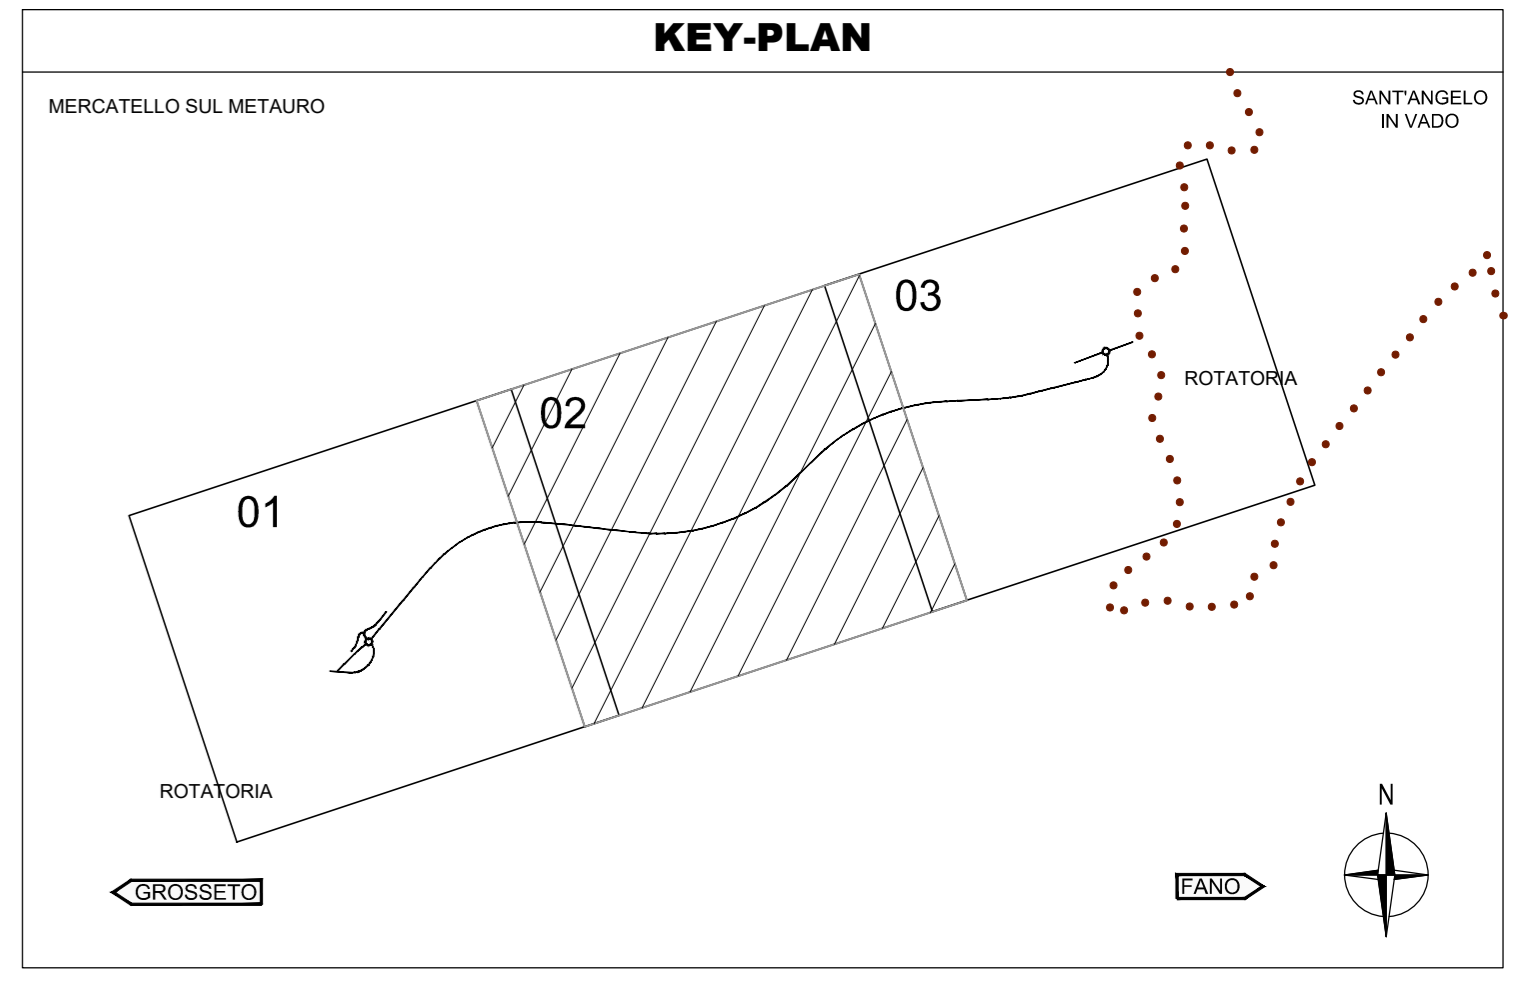 KEY-PLAN
MERCATELLO SUL METAURO
SANT'ANGELO
IN VADO
03
02
01
ROTATORIA
ROTATORIA
N
GROSSETO
FANO